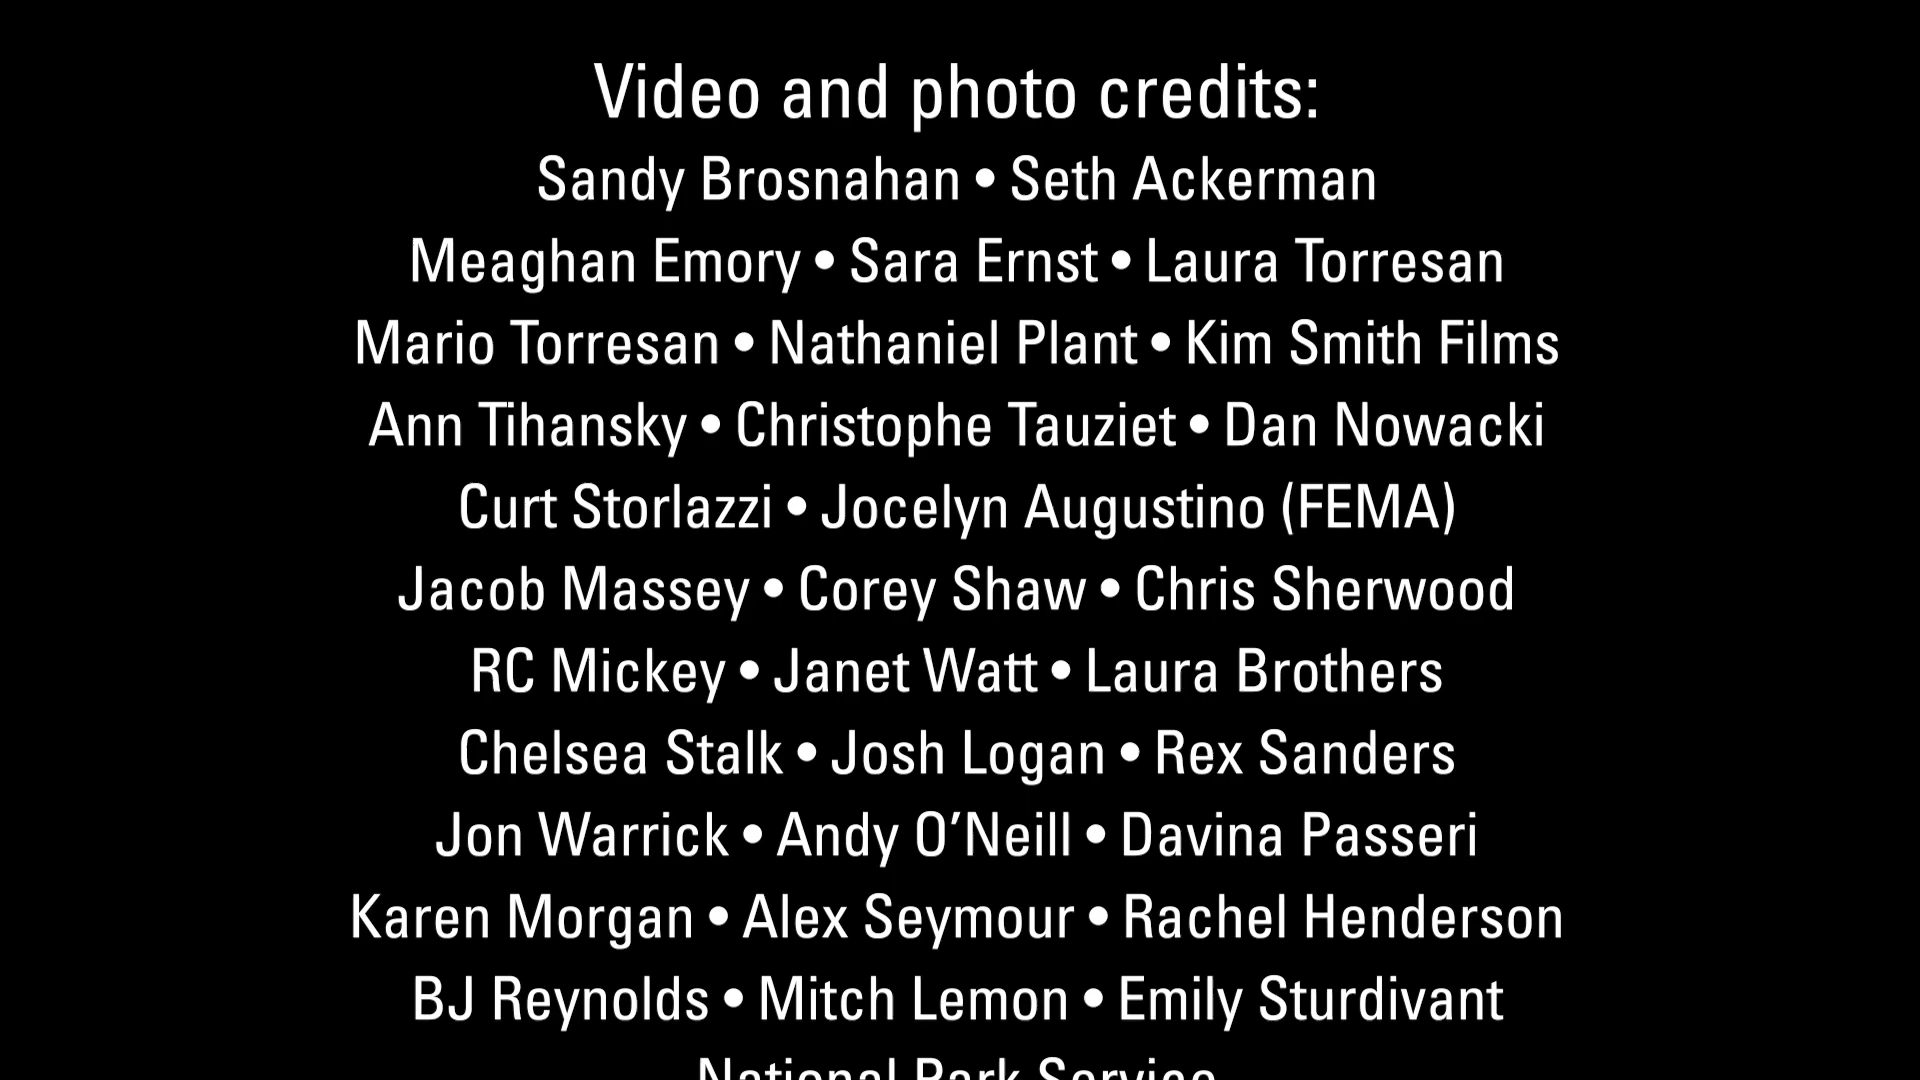 Video and photo credits:
Sandy Brosnahan • Seth Ackerman
Meaghan Emory • Sara Ernst • Laura Torresan
Mario Torresan • Nathaniel Plant • Kim Smith Films
Ann Tihansky • Christophe Tauziet • Dan Nowacki
Curt Storlazzi • Jocelyn Augustino (FEMA)
Jacob Massey • Corey Shaw • Chris Sherwood
RC Mickey • Janet Watt • Laura Brothers
Chelsea Stalk • Josh Logan • Rex Sanders
Jon Warrick • Andy O’Neill • Davina Passeri
Karen Morgan • Alex Seymour • Rachel Henderson
BJ Reynolds • Mitch Lemon • Emily Sturdivant
National Park Service